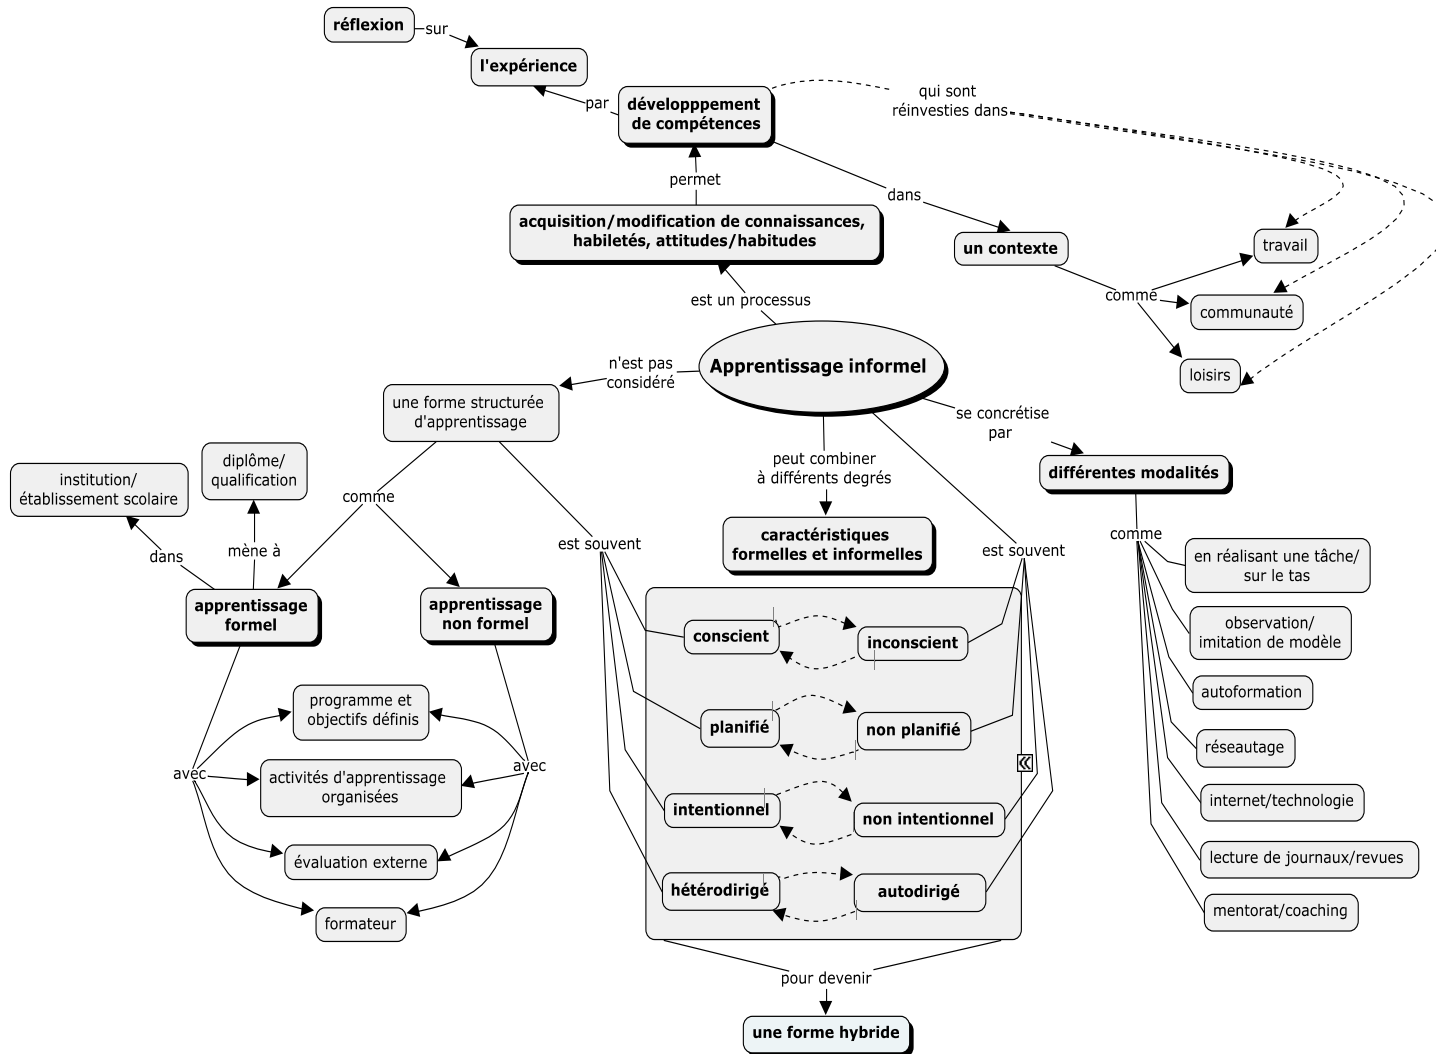 réflexion
sur
l'expérience
par
développpement
de compétences
qui sont
réinvesties dans
permet
dans
acquisition/modification de connaissances,
habiletés, attitudes/habitudes
un contexte
travail
comme
communauté
loisirs
est un processus
Apprentissage informel
n'est pas
considéré
une forme structurée
d'apprentissage
se concrétise
par
peut combiner
à différents degrés
différentes modalités
institution/
établissement scolaire
diplôme/
qualification
comme
dans
mène à
est souvent
caractéristiques
formelles et informelles
est souvent
comme
apprentissage
formel
apprentissage
non formel
en réalisant une tâche/
sur le tas
observation/
imitation de modèle
autoformation
réseautage
internet/technologie
lecture de journaux/revues
mentorat/coaching
conscient
inconscient
planifié
non planifié
intentionnel
non intentionnel
hétérodirigé
autodirigé
programme et
objectifs définis
avec
avec
activités d'apprentissage
organisées
évaluation externe
formateur
pour devenir
une forme hybride